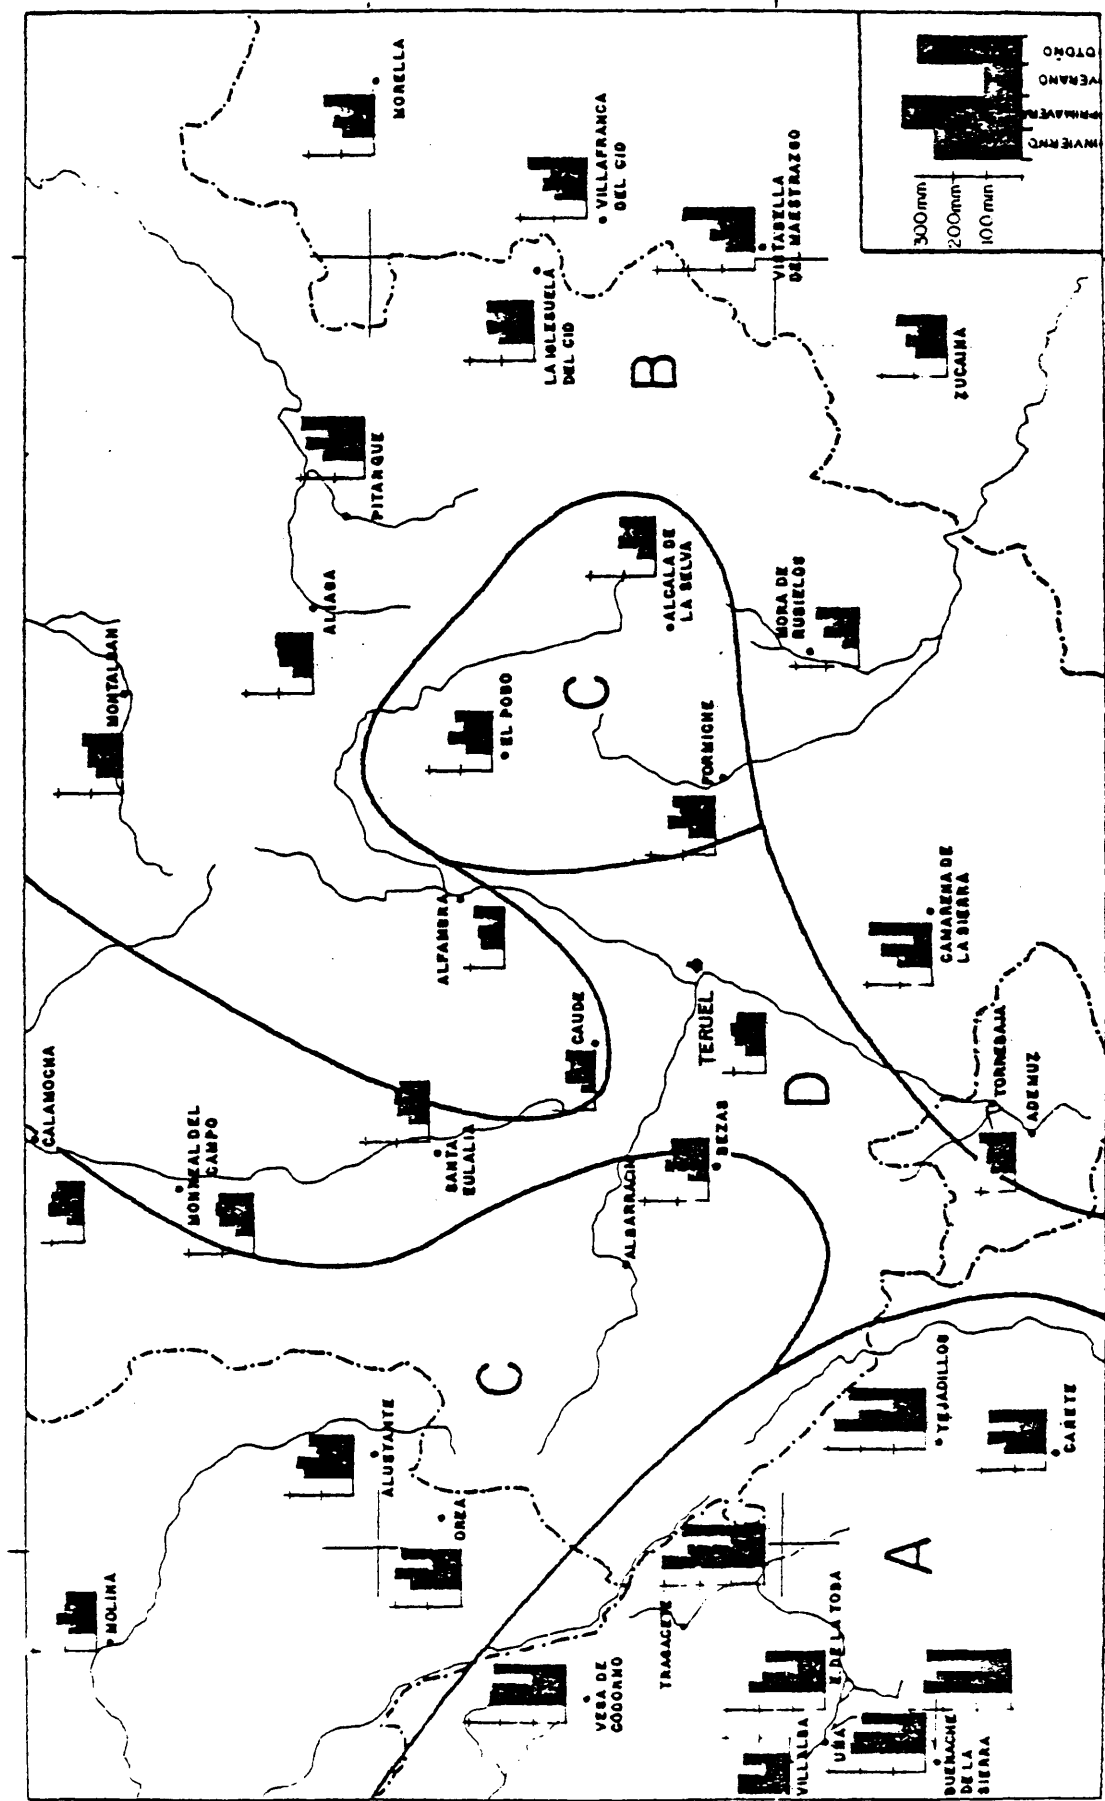 CALAMOCHA
MONREAL DEL
CAMPO
MOLINA
ALUSTANTE
OREA
SANTA
EULALIA
MONTALBAN
ALIAGA
PITARQUE
MORELLA
VILLAFRANCA
DEL CID
LA IGLESUELA
DEL CID
VISTABELLA
DEL MAESTRAZGO
ZUCAINA
B
ALCALA DE
LA SELVA
EL POBO
C
FORMICHE
MORA DE
RUBIELOS
ALFAMBRA
CAUDE
TERUEL
CAMARENA DE
LA SIERRA
D
BEZAS
ALBARRACIN
TORREBAJA
ADEMUZ
C
TEJADILLOS
CAÑETE
A
TRAGACETE
VEGA DE
CODORNO
E. DE LA TOBA
UÑA
VILLALBA
BUENACHE
DE LA
SIERRA
300mm
200mm
100mm
INVIERNO
PRIMAVERA
VERANO
OTOÑO